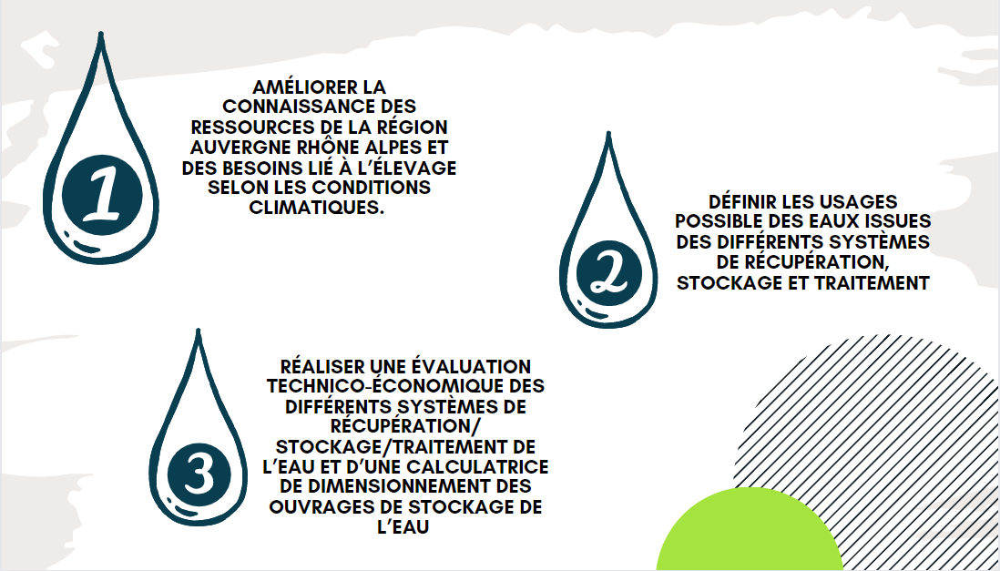 1
AMÉLIORER LA
CONNAISSANCE DES
RESSOURCES DE LA RÉGION
AUVERGNE RHÔNE ALPES ET
DES BESOINS LIÉ À L'ÉLEVAGE
SELON LES CONDITIONS
CLIMATIQUES.
2
DÉFINIR LES USAGES
POSSIBLE DES EAUX ISSUES
DES DIFFÉRENTS SYSTÈMES
DE RÉCUPÉRATION,
STOCKAGE ET TRAITEMENT
3
RÉALISER UNE ÉVALUATION
TECHNICO-ÉCONOMIQUE DES
DIFFÉRENTS SYSTÈMES DE
RÉCUPÉRATION/
STOCKAGE/TRAITEMENT DE
L'EAU ET D'UNE CALCULATRICE
DE DIMENSIONNEMENT DES
OUVRAGES DE STOCKAGE DE
L'EAU